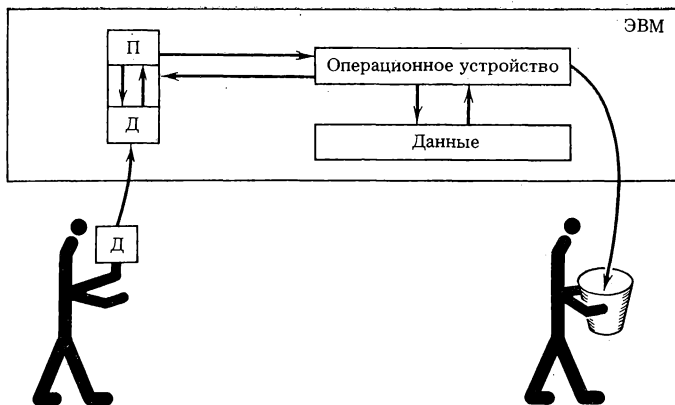 ЭВМ
П
Операционное устройство
Д
Данные
Д